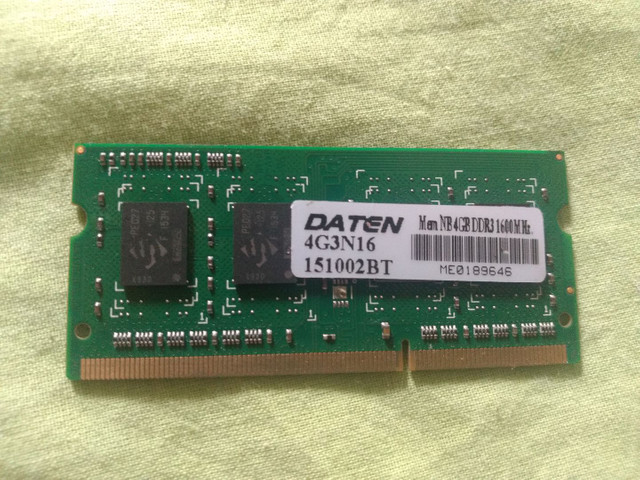 DATEN
4G3N16
151002BT
Mem NB 4GB DDR3 1600MHz.
ME0189646